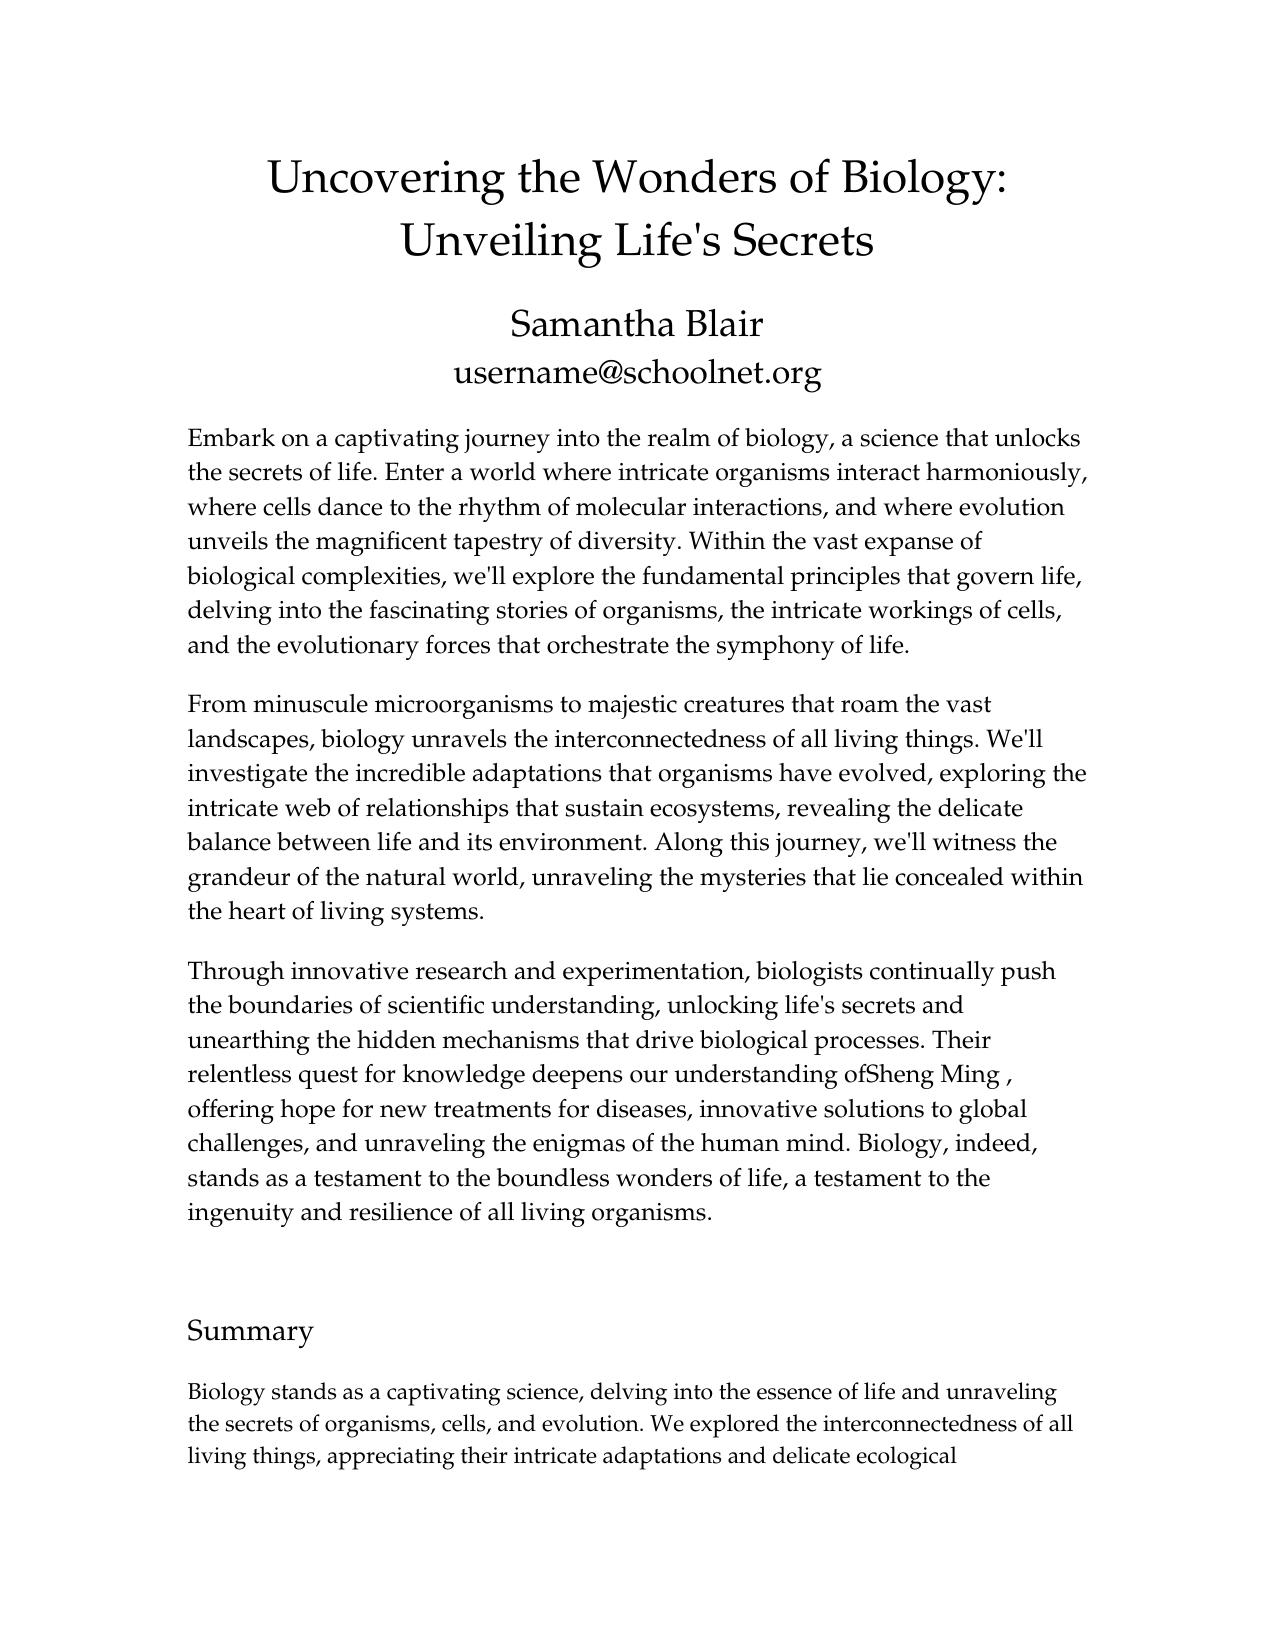 Uncovering the Wonders of Biology:
Unveiling Life's Secrets
Samantha Blair
username@schoolnet.org
Embark on a captivating journey into the realm of biology, a science that unlocks
the secrets of life. Enter a world where intricate organisms interact harmoniously,
where cells dance to the rhythm of molecular interactions, and where evolution
unveils the magnificent tapestry of diversity. Within the vast expanse of
biological complexities, we'll explore the fundamental principles that govern life,
delving into the fascinating stories of organisms, the intricate workings of cells,
and the evolutionary forces that orchestrate the symphony of life.
From minuscule microorganisms to majestic creatures that roam the vast
landscapes, biology unravels the interconnectedness of all living things. We'll
investigate the incredible adaptations that organisms have evolved, exploring the
intricate web of relationships that sustain ecosystems, revealing the delicate
balance between life and its environment. Along this journey, we'll witness the
grandeur of the natural world, unraveling the mysteries that lie concealed within
the heart of living systems.
Through innovative research and experimentation, biologists continually push
the boundaries of scientific understanding, unlocking life's secrets and
unearthing the hidden mechanisms that drive biological processes. Their
relentless quest for knowledge deepens our understanding ofSheng Ming ,
offering hope for new treatments for diseases, innovative solutions to global
challenges, and unraveling the enigmas of the human mind. Biology, indeed,
stands as a testament to the boundless wonders of life, a testament to the
ingenuity and resilience of all living organisms.
Summary
Biology stands as a captivating science, delving into the essence of life and unraveling
the secrets of organisms, cells, and evolution. We explored the interconnectedness of all
living things, appreciating their intricate adaptations and delicate ecological